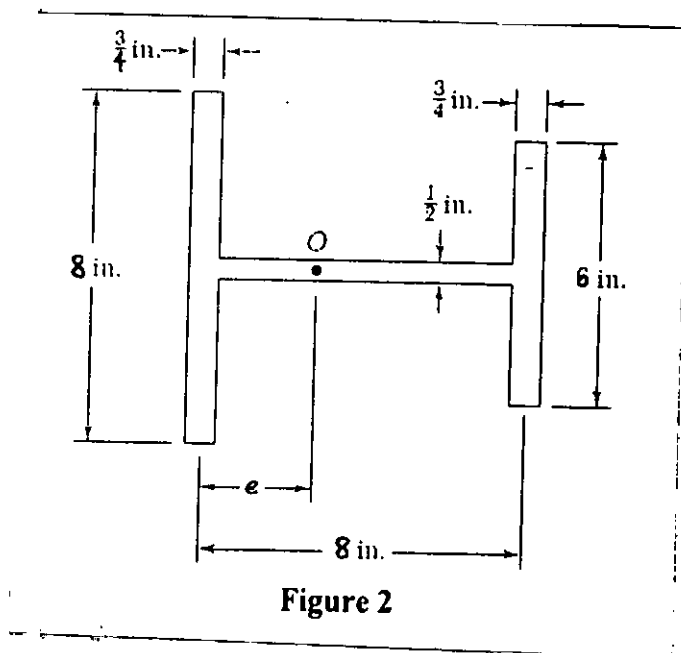 3/4 in.
3/4 in.
1/2 in.
O
8 in.
6 in.
e
8 in.
Figure 2